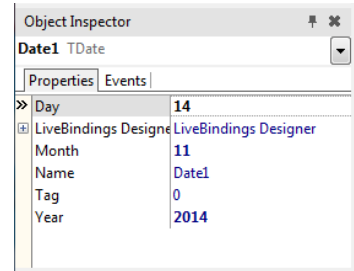 Object Inspector
Date1 TDate
Properties Events
Day 14
LiveBindings Designe LiveBindings Designer
Month 11
Name Date1
Tag 0
Year 2014